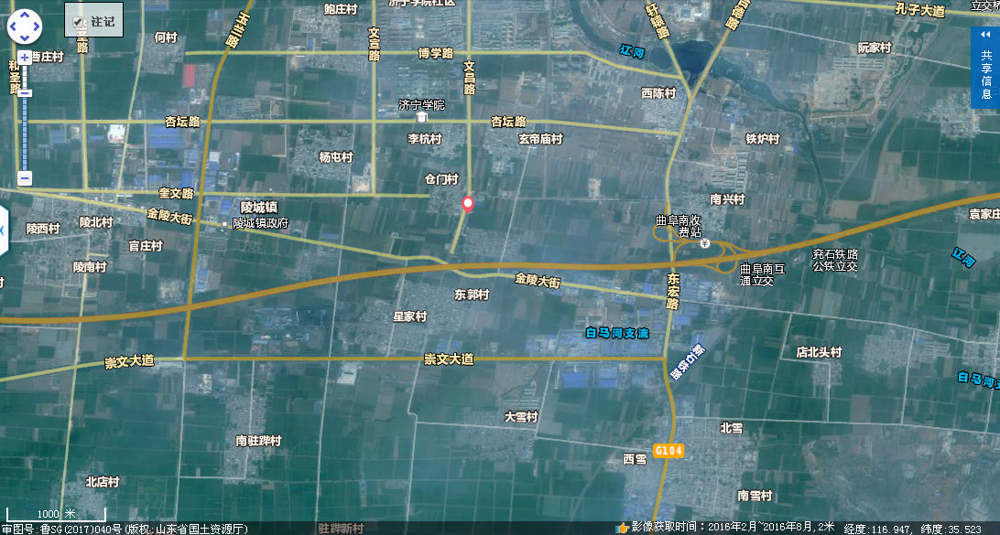 鲍庄村
济宁学院社区
孔子大道
立交桥
注记
何村
曹庄村
和圣路
文言路
博学路
文昌路
辽河
阮家村
共享信息
西陈村
济宁学院
杏坛路
杏坛路
李杭村
玄帝庙村
铁炉村
杨屯村
仓门村
奎文路
陵城镇
南兴村
金陵大街
陵城镇政府
陵西村
陵北村
曲阜南收
费站
袁家庄
官庄村
陵南村
兖石铁路
公铁立交
辽河
曲阜南互
通立交
金陵大街
东宏路
东郭村
星家村
白马河支流
崇文大道
崇文大道
店北头村
新石铁路
白马河支
大雪村
北雪
南驻跸村
G104
西雪
北店村
南雪村
1000 米
驻跸新村
审图号:鲁SG(2017)040号(版权:山东省国土资源厅)
影像获取时间：2016年2月~2016年8月,2米
经度:116.947, 纬度:35.523